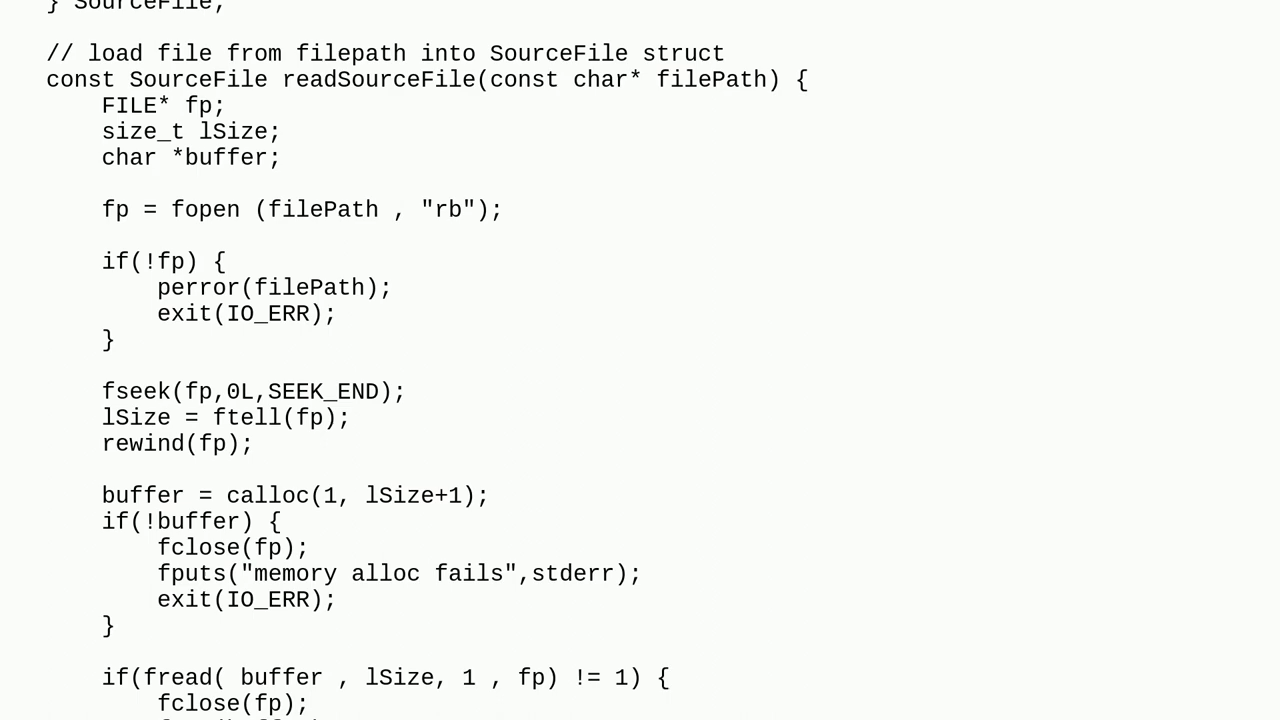 } SourceFile;
// load file from filepath into SourceFile struct
const SourceFile readSourceFile(const char* filePath) {
    FILE* fp;
    size_t lSize;
    char *buffer;
    fp = fopen (filePath , "rb");
    if(!fp) {
        perror(filePath);
        exit(IO_ERR);
    }
    fseek(fp,0L,SEEK_END);
    lSize = ftell(fp);
    rewind(fp);
    buffer = calloc(1, lSize+1);
    if(!buffer) {
        fclose(fp);
        fputs("memory alloc fails",stderr);
        exit(IO_ERR);
    }
    if(fread( buffer , lSize, 1 , fp) != 1) {
        fclose(fp);